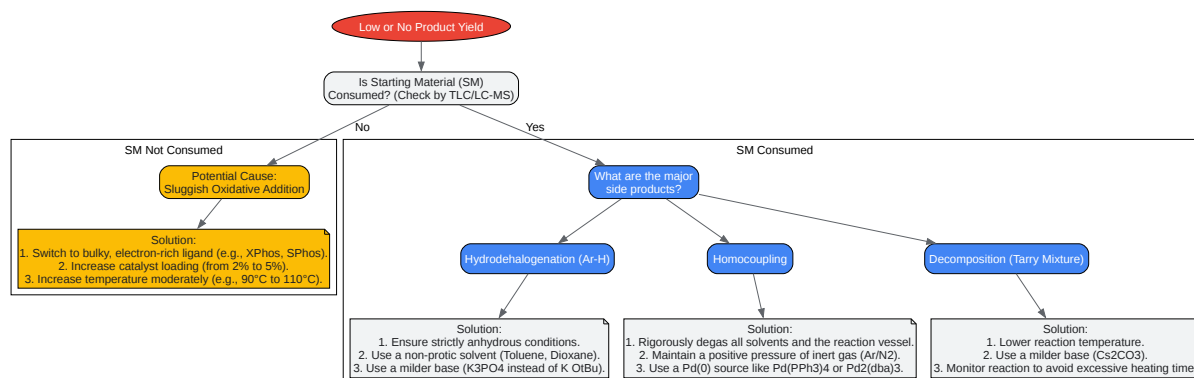 Low or No Product Yield
Is Starting Material (SM)
Consumed? (Check by TLC/LC-MS)
No
Yes
SM Not Consumed
Potential Cause:
Sluggish Oxidative Addition
Solution:
1. Switch to bulky, electron-rich ligand (e.g., XPhos, SPhos).
2. Increase catalyst loading (from 2% to 5%).
3. Increase temperature moderately (e.g., 90°C to 110°C).
SM Consumed
What are the major
side products?
Hydrodehalogenation (Ar-H)
Homocoupling
Decomposition (Tarry Mixture)
Solution:
1. Ensure strictly anhydrous conditions.
2. Use a non-protic solvent (Toluene, Dioxane).
3. Use a milder base (K3PO4 instead of K OtBu).
Solution:
1. Rigorously degas all solvents and the reaction vessel.
2. Maintain a positive pressure of inert gas (Ar/N2).
3. Use a Pd(0) source like Pd(PPh3)4 or Pd2(dba)3.
Solution:
1. Lower reaction temperature.
2. Use a milder base (Cs2CO3).
3. Monitor reaction to avoid excessive heating time.